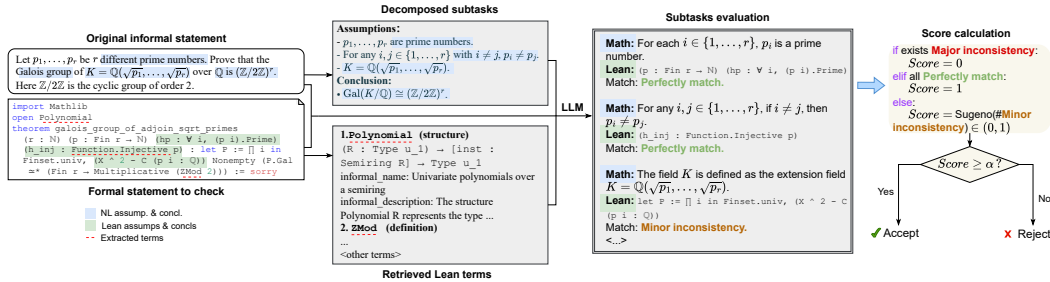 Original informal statement
Let p₁, . . . , pᵣ be r different prime numbers. Prove that the
Galois group of K = ℚ(√p₁, . . . , √pᵣ) over ℚ is (ℤ/2ℤ)ʳ.
Here ℤ/2ℤ is the cyclic group of order 2.
import Mathlib
open Polynomial
theorem galois_group_of_adjoin_sqrt_primes
(r : ℕ) (p : Fin r → ℕ) (hp : ∀ i, (p i).Prime)
(h_inj : Function.Injective p) : let P := ∏ i in
Finset.univ, (X ^ 2 - C (p i : ℚ)) Nonempty (P.Gal
≃* (Fin r → Multiplicative (ZMod 2))) := sorry
Formal statement to check
NL assump. & concl.
Lean assumps & concls
-- Extracted terms
Decomposed subtasks
Assumptions:
- p₁, . . . , pᵣ are prime numbers.
- For any i, j ∈ {1, . . . , r} with i ≠ j, pᵢ ≠ pⱼ.
- K = ℚ(√p₁, . . . , √pᵣ).
Conclusion:
• Gal(K/ℚ) ≅ (ℤ/2ℤ)ʳ.
1.Polynomial (structure)
(R : Type u_1) → [inst :
Semiring R] → Type u_1
informal_name: Univariate polynomials over
a semiring
informal_description: The structure
Polynomial R represents the type ...
2. ZMod (definition)
...
<other terms>
Retrieved Lean terms
LLM
Subtasks evaluation
Math: For each i ∈ {1, . . . , r}, pᵢ is a prime
number.
Lean: (p : Fin r → ℕ) (hp : ∀ i, (p i).Prime)
Match: Perfectly match.
Math: For any i, j ∈ {1, . . . , r}, if i ≠ j, then
pᵢ ≠ pⱼ.
Lean: (h_inj : Function.Injective p)
Match: Perfectly match.
Math: The field K is defined as the extension field
K = ℚ(√p₁, . . . , √pᵣ).
Lean: let P := ∏ i in Finset.univ, (X ^ 2 - C
(p i : ℚ))
Match: Minor inconsistency.
<...>
Score calculation
if exists Major inconsistency:
Score = 0
elif all Perfectly match:
Score = 1
else:
Score = Sugeno(#Minor
inconsistency) ∈ (0, 1)
Score ≥ α?
Yes
No
Accept
Reject